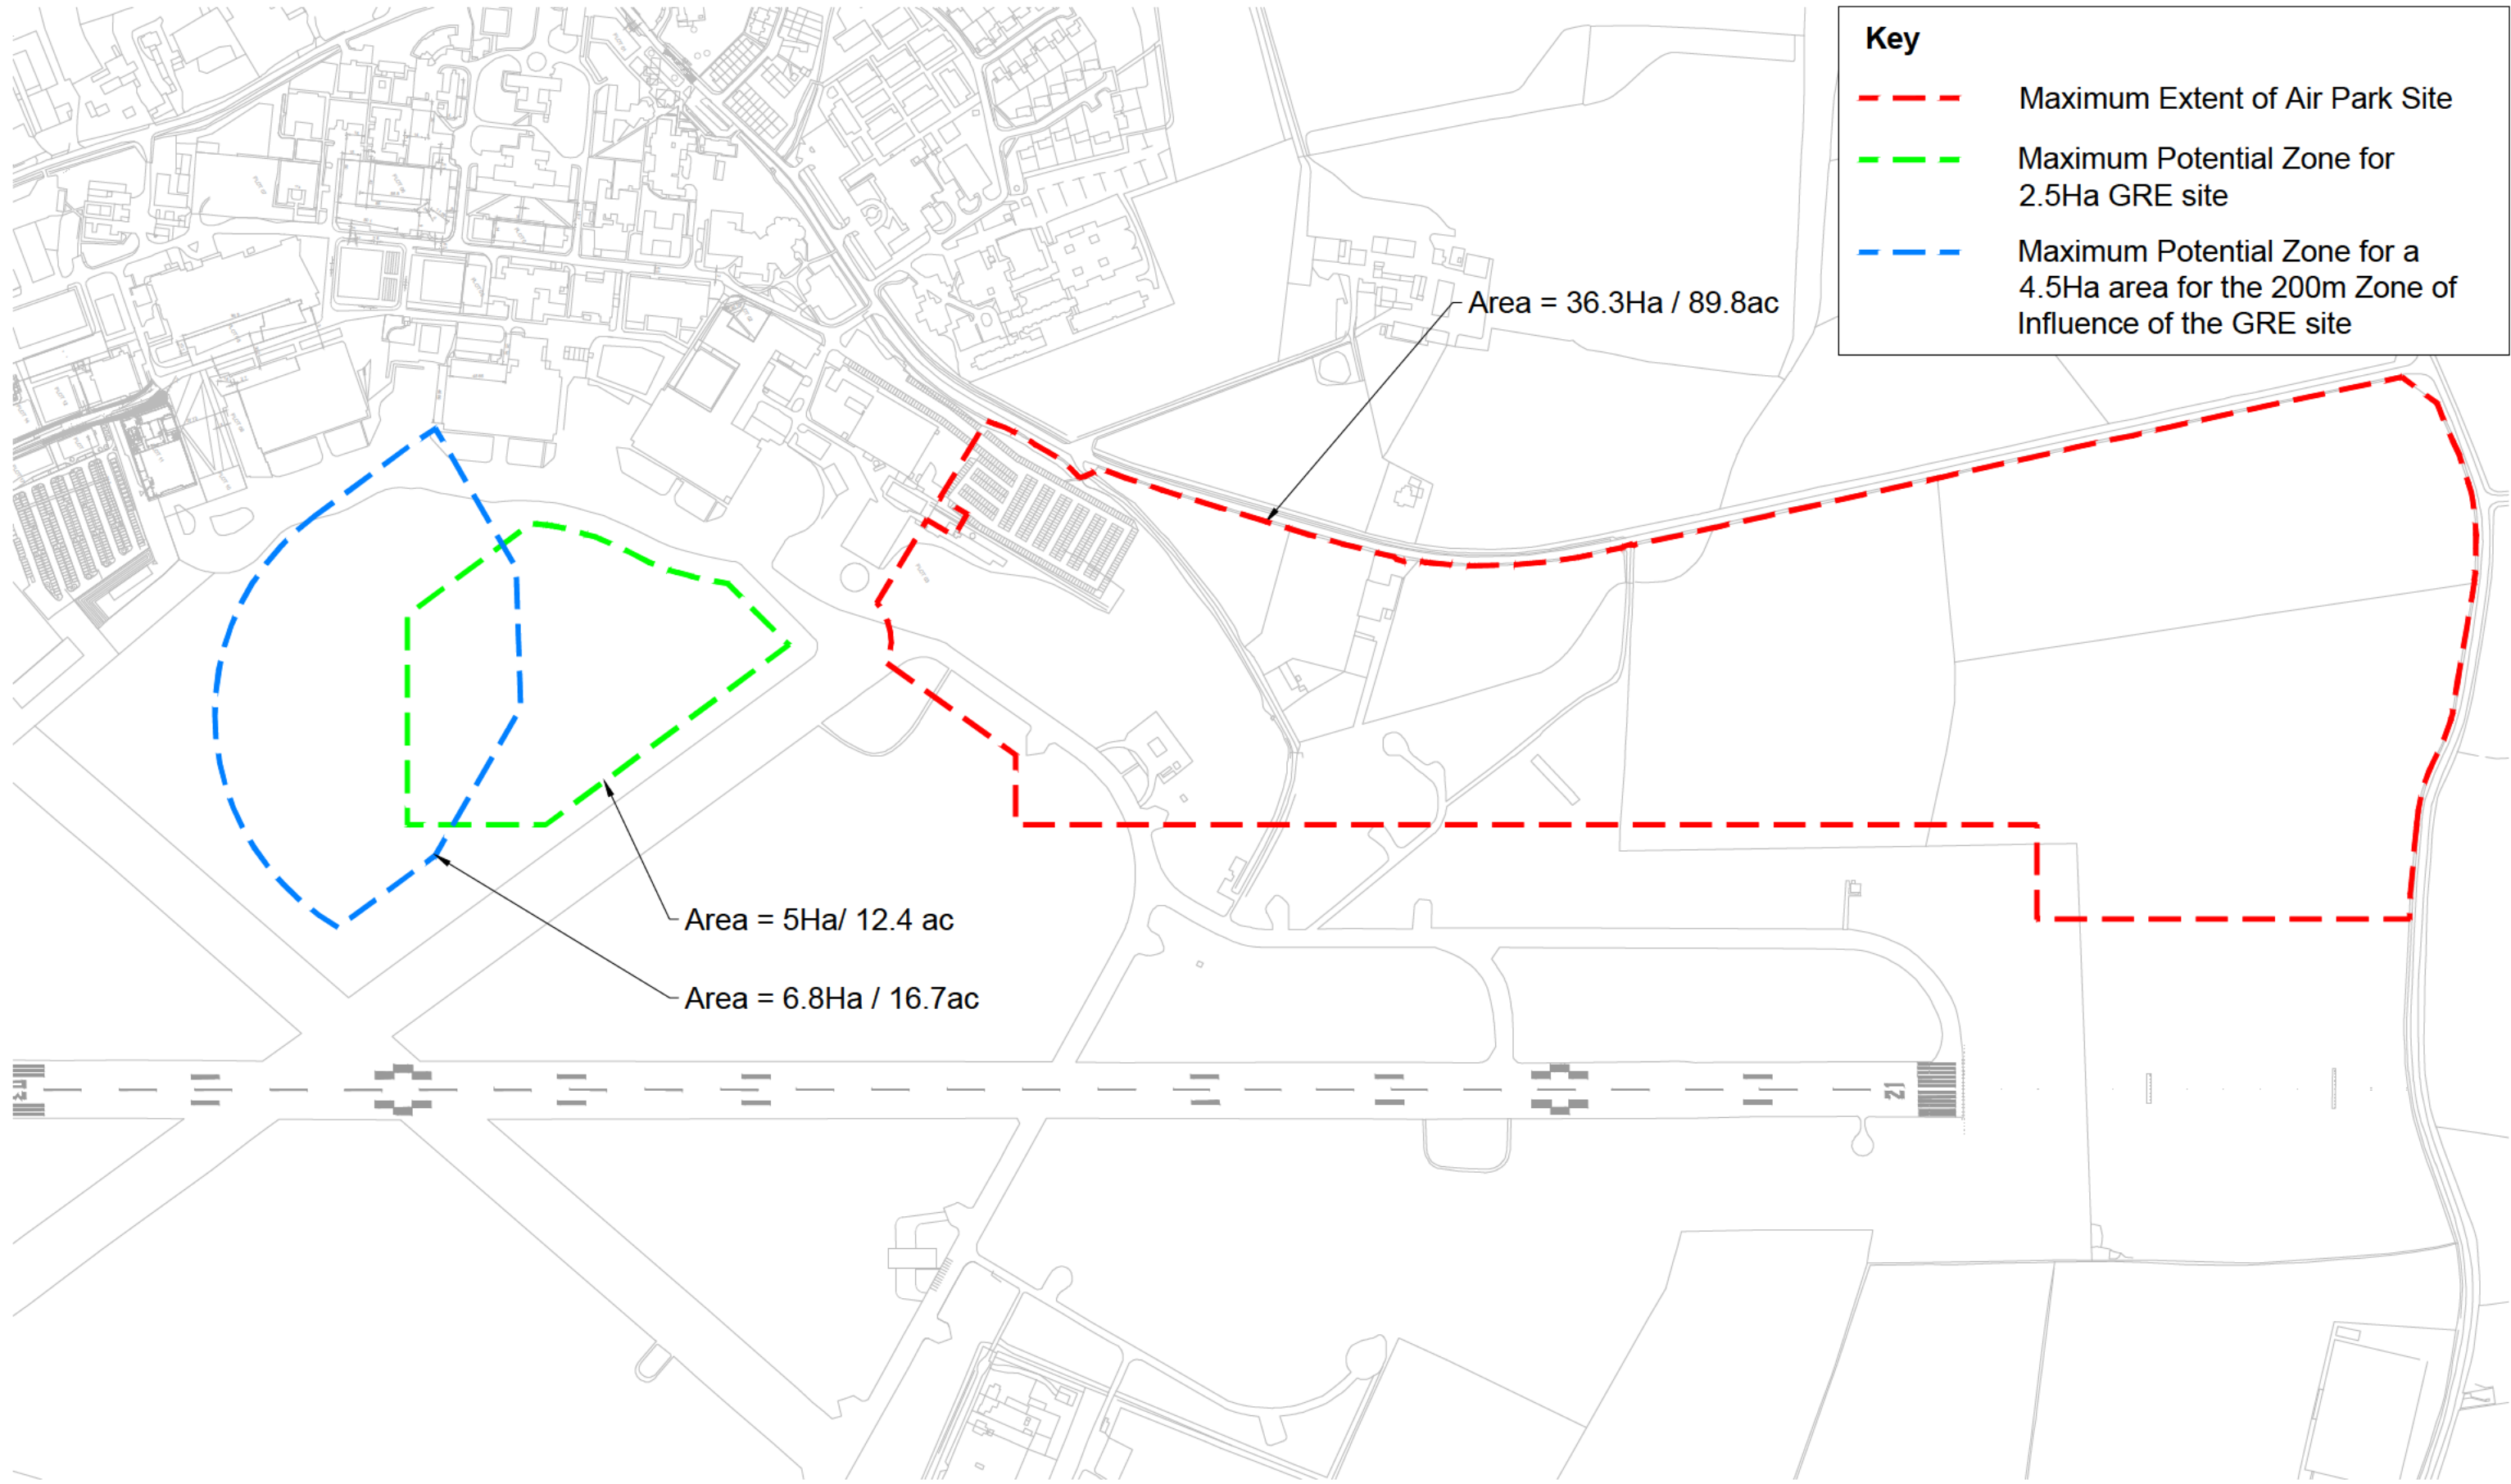 Key
Maximum Extent of Air Park Site
Maximum Potential Zone for
2.5Ha GRE site
Maximum Potential Zone for a
4.5Ha area for the 200m Zone of
Influence of the GRE site
Area = 36.3Ha / 89.8ac
Area = 5Ha/ 12.4 ac
Area = 6.8Ha / 16.7ac
21